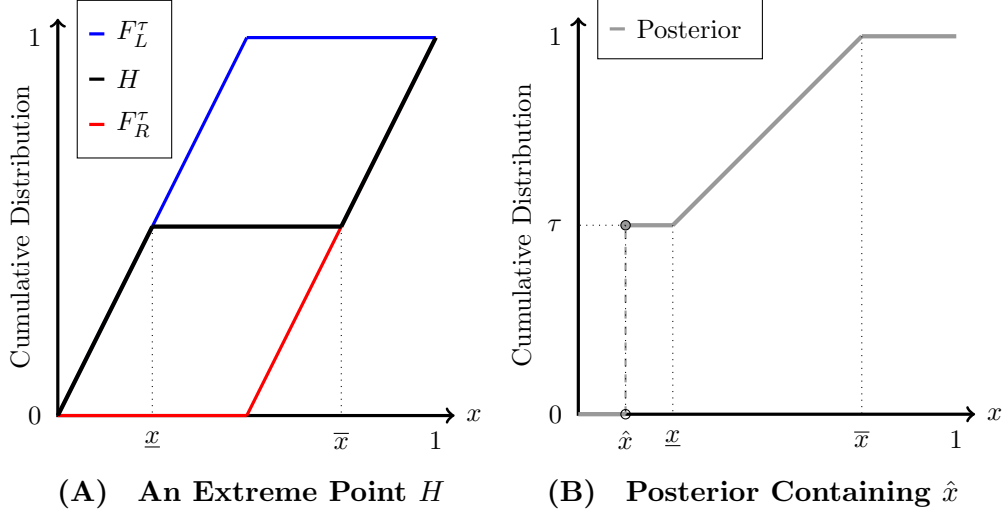 Cumulative Distribution
1
0
F_L^τ
H
F_R^τ
x̲
x̅
1
x
(A) An Extreme Point H
Cumulative Distribution
1
τ
0
Posterior
x̂
x̲
x̅
1
x
(B) Posterior Containing x̂